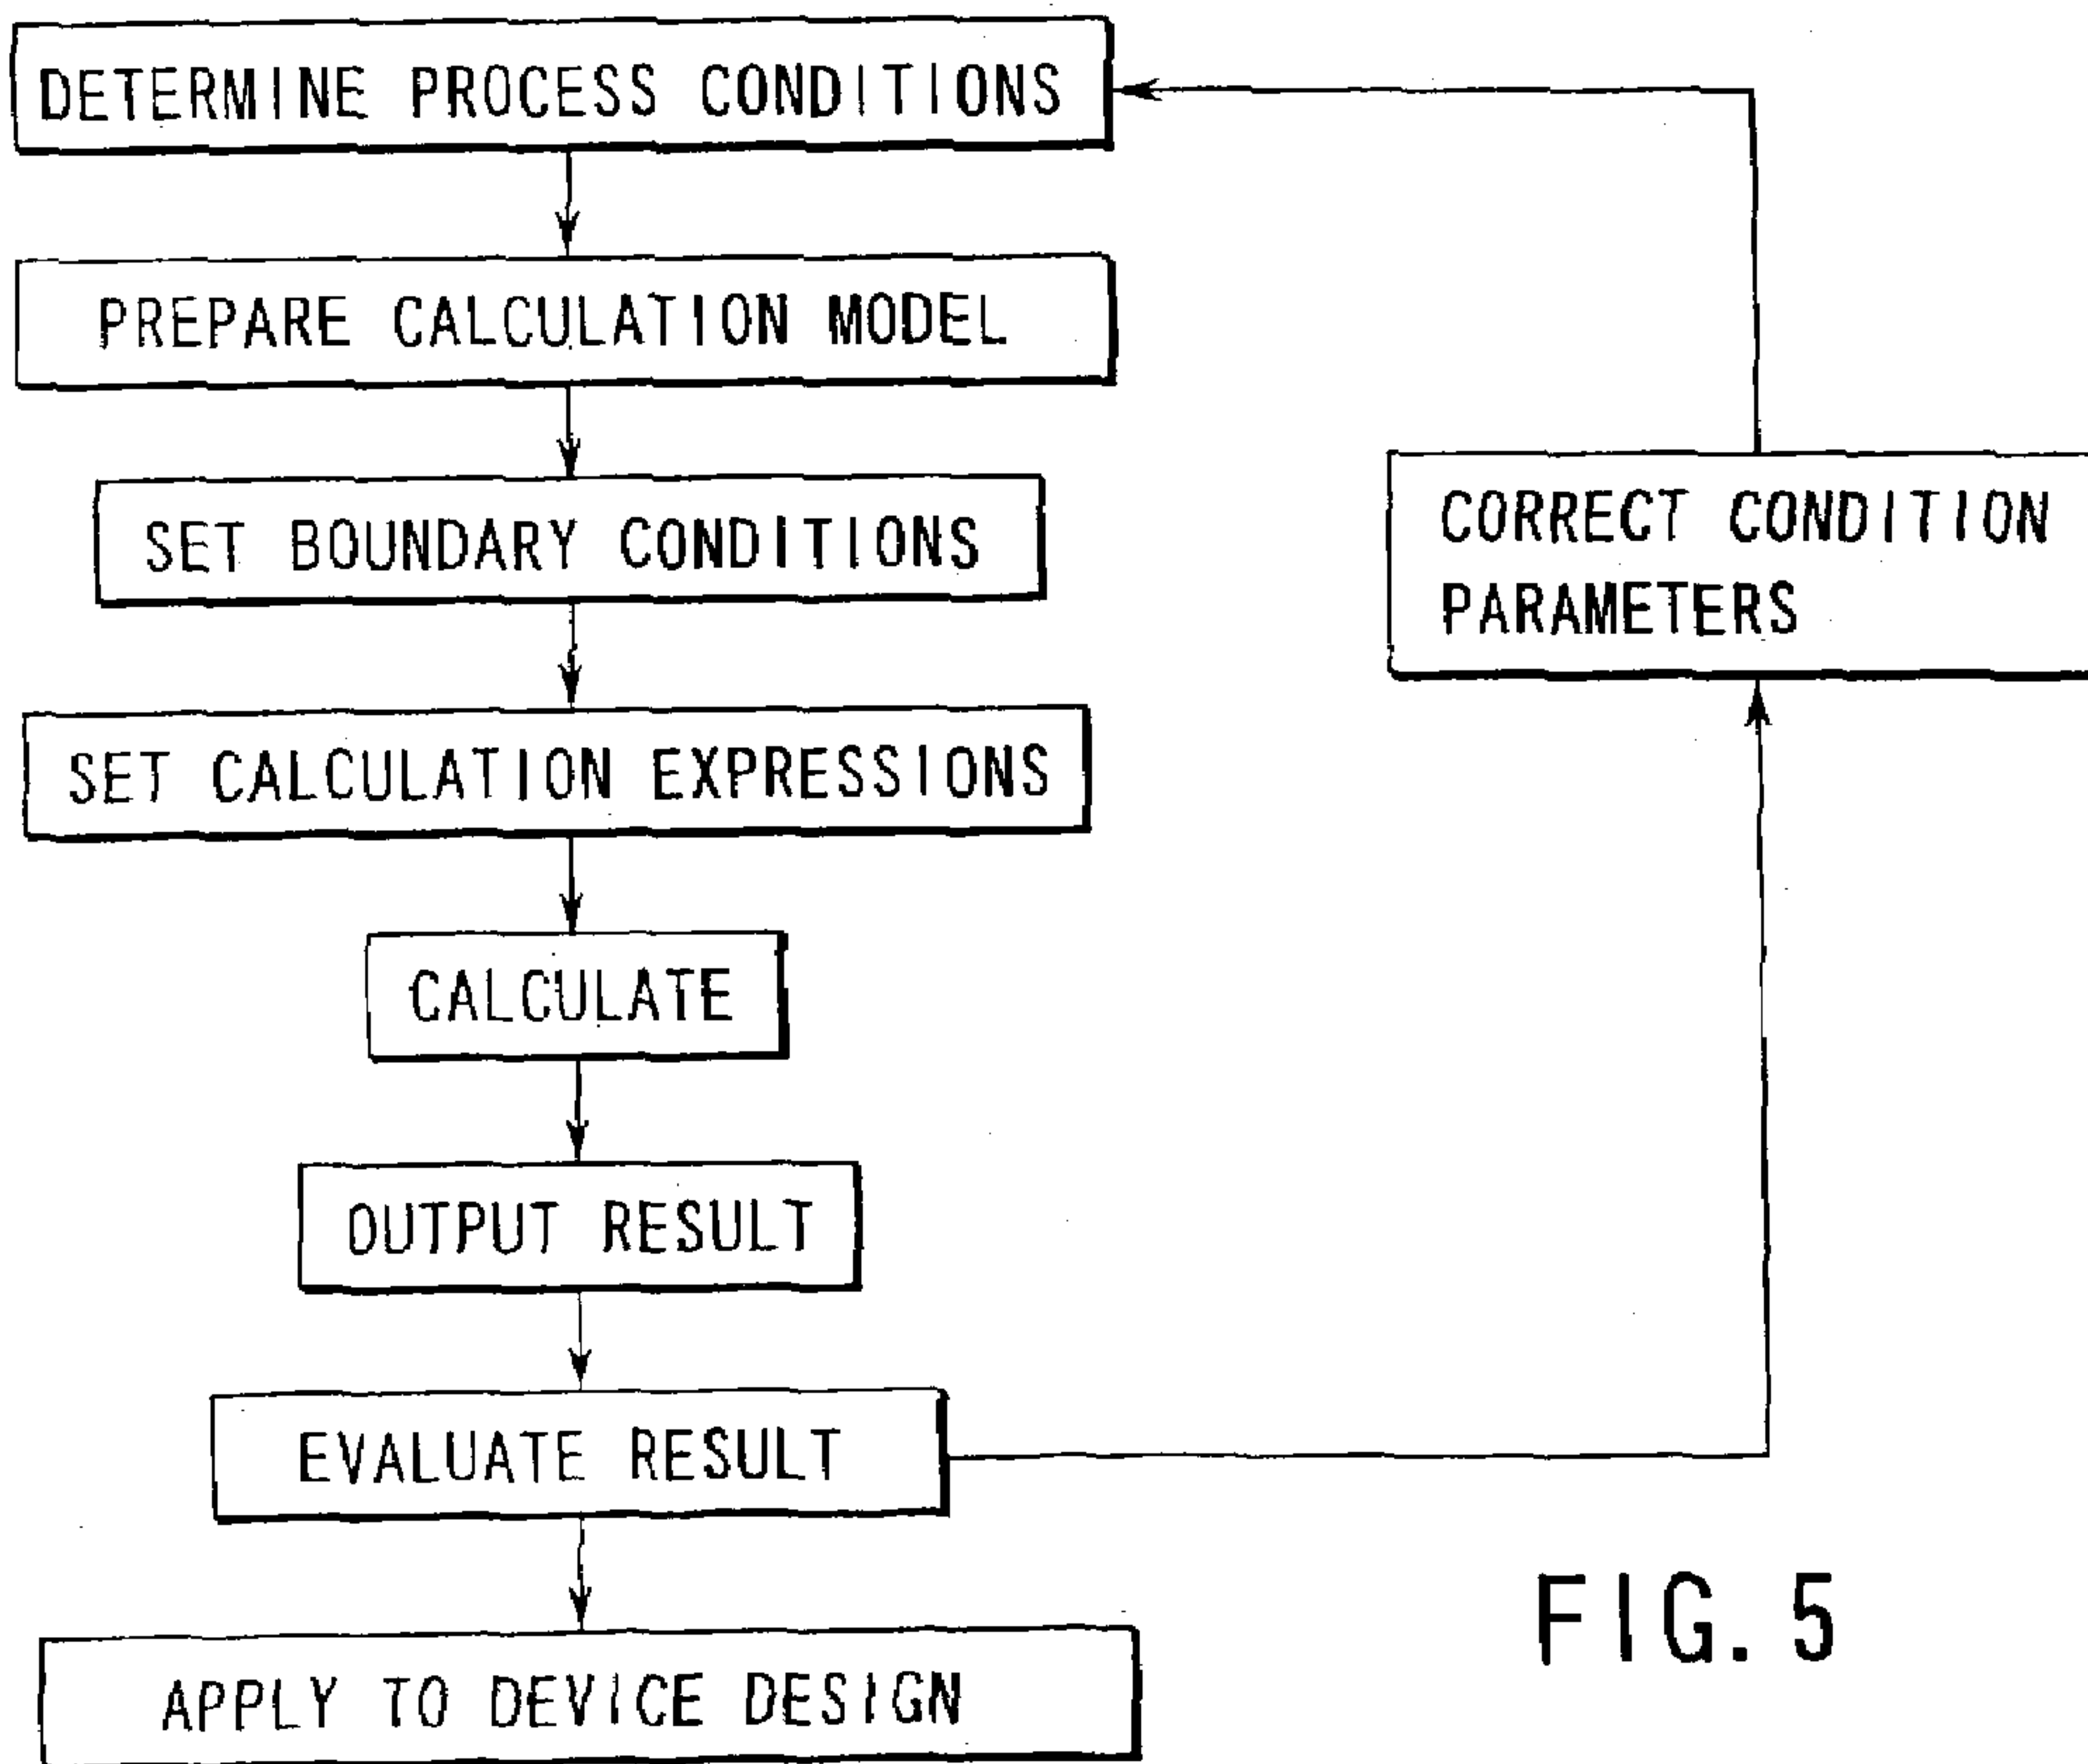 DETERMINE PROCESS CONDITIONS
PREPARE CALCULATION MODEL
SET BOUNDARY CONDITIONS
CORRECT CONDITION
PARAMETERS
SET CALCULATION EXPRESSIONS
CALCULATE
OUTPUT RESULT
EVALUATE RESULT
APPLY TO DEVICE DESIGN
FIG. 5